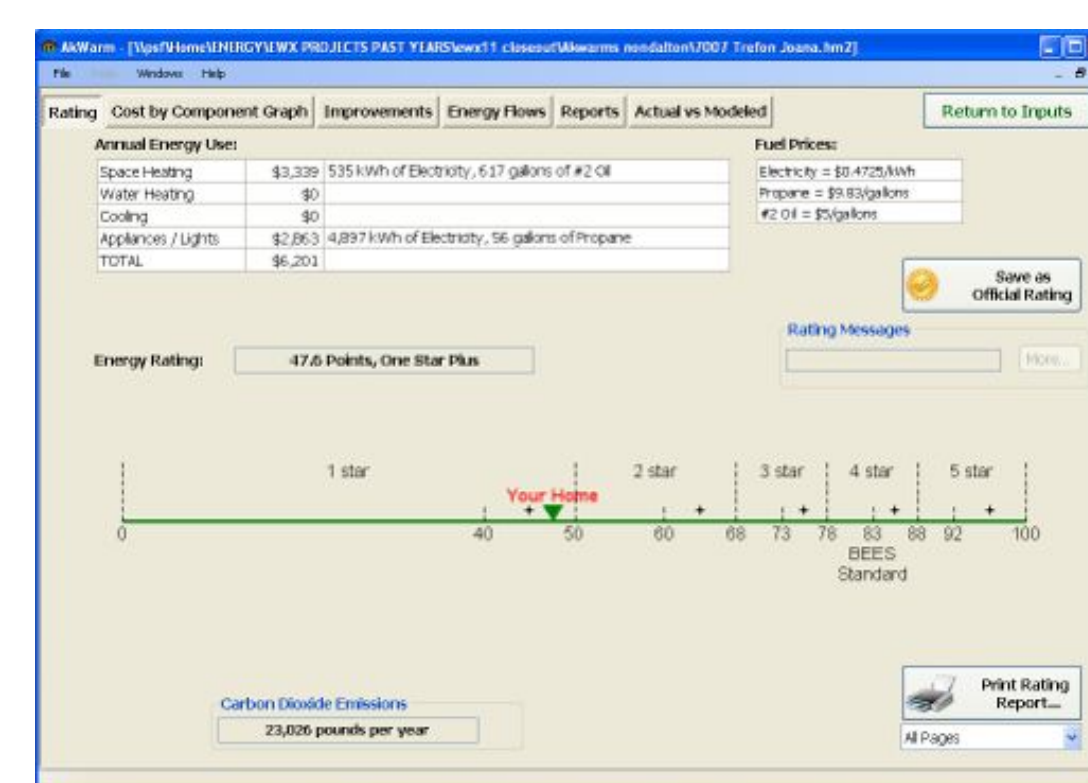 AkWarm - [\\psf\Home\ENERGY\EWX PROJECTS PAST YEARS\ewx11 closeout\Akwarms nondalton\7007 Trefon Joana.hm2]
File Windows Help
Rating Cost by Component Graph Improvements Energy Flows Reports Actual vs Modeled Return to Inputs
Annual Energy Use: Fuel Prices:
Space Heating $3,339 535 kWh of Electricity, 617 gallons of #2 Oil Electricity = $0.4725/kWh
Water Heating $0 Propane = $9.83/gallons
Cooling $0 #2 Oil = $5/gallons
Appliances / Lights $2,863 4,897 kWh of Electricity, 56 gallons of Propane
TOTAL $6,201
Save as
Official Rating
Rating Messages
Energy Rating: 47.6 Points, One Star Plus More...
1 star 2 star 3 star 4 star 5 star
Your Home
+ + + + +
0 40 50 60 68 73 78 83 88 92 100
BEES
Standard
Print Rating
Report...
Carbon Dioxide Emissions
23,026 pounds per year
All Pages